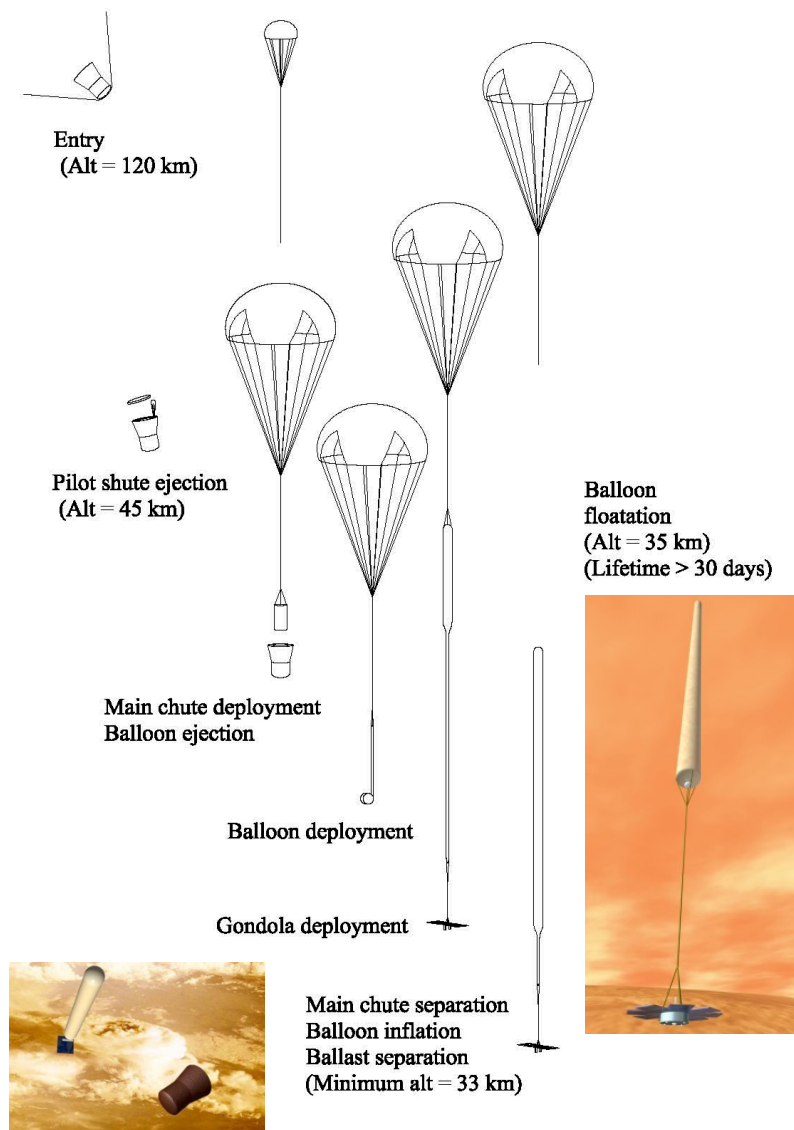 Entry
(Alt = 120 km)
Pilot shute ejection
(Alt = 45 km)
Main chute deployment
Balloon ejection
Balloon deployment
Gondola deployment
Main chute separation
Balloon inflation
Ballast separation
(Minimum alt = 33 km)
Balloon
floatation
(Alt = 35 km)
(Lifetime > 30 days)